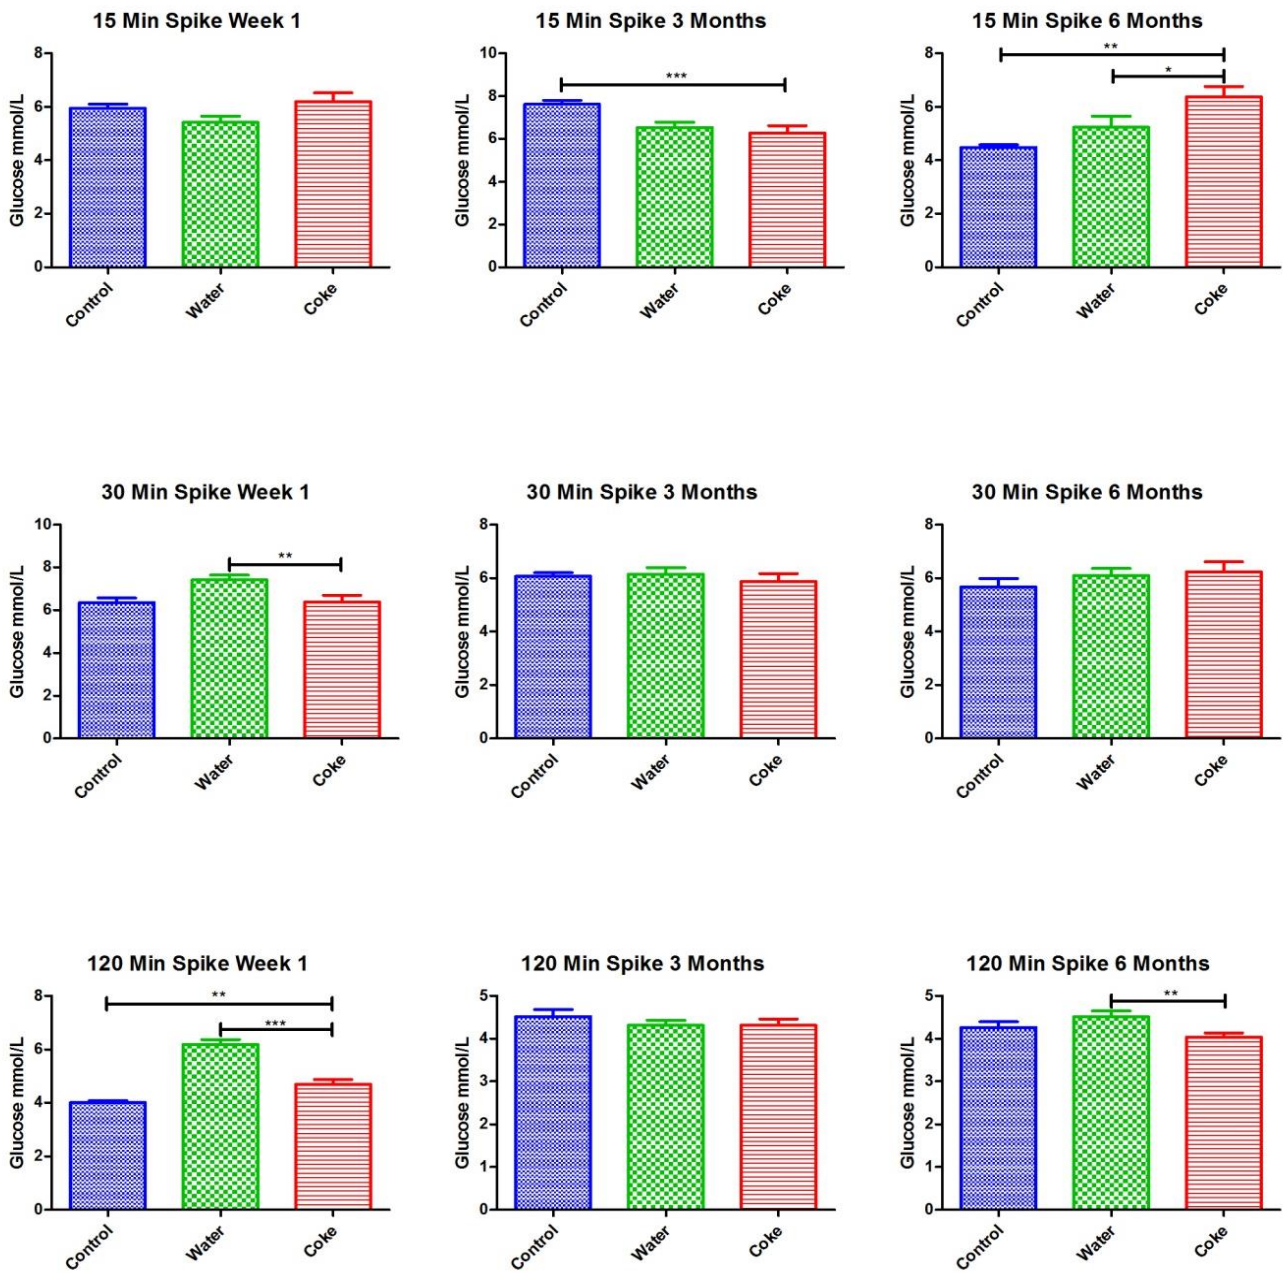 15 Min Spike Week 1
8
6
4
2
0
Glucose mmol/L
Control
Water
Coke
15 Min Spike 3 Months
10
8
6
4
2
0
Glucose mmol/L
***
Control
Water
Coke
15 Min Spike 6 Months
8
6
4
2
0
Glucose mmol/L
**
*
Control
Water
Coke
30 Min Spike Week 1
10
8
6
4
2
0
Glucose mmol/L
**
Control
Water
Coke
30 Min Spike 3 Months
8
6
4
2
0
Glucose mmol/L
Control
Water
Coke
30 Min Spike 6 Months
8
6
4
2
0
Glucose mmol/L
Control
Water
Coke
120 Min Spike Week 1
8
6
4
2
0
Glucose mmol/L
**
***
Control
Water
Coke
120 Min Spike 3 Months
5
4
3
2
1
0
Glucose mmol/L
Control
Water
Coke
120 Min Spike 6 Months
5
4
3
2
1
0
Glucose mmol/L
**
Control
Water
Coke